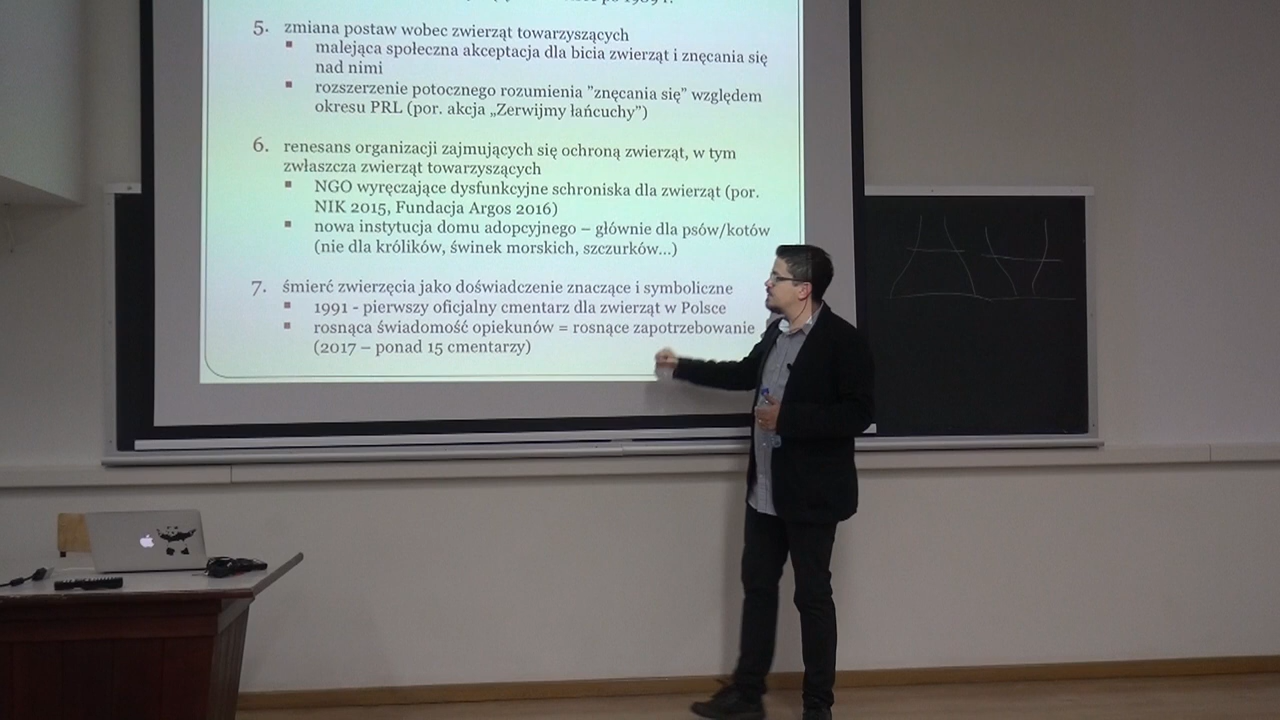 po 1989 r.
5. zmiana postaw wobec zwierząt towarzyszących
▪ malejąca społeczna akceptacja dla bicia zwierząt i znęcania się
nad nimi
▪ rozszerzenie potocznego rozumienia ”znęcania się” względem
okresu PRL (por. akcja „Zerwijmy łańcuchy”)
6. renesans organizacji zajmujących się ochroną zwierząt, w tym
zwłaszcza zwierząt towarzyszących
▪ NGO wyręczające dysfunkcyjne schroniska dla zwierząt (por.
NIK 2015, Fundacja Argos 2016)
▪ nowa instytucja domu adopcyjnego – głównie dla psów/kotów
(nie dla królików, świnek morskich, szczurków...)
7. śmierć zwierzęcia jako doświadczenie znaczące i symboliczne
▪ 1991 - pierwszy oficjalny cmentarz dla zwierząt w Polsce
▪ rosnąca świadomość opiekunów = rosnące zapotrzebowanie
(2017 – ponad 15 cmentarzy)